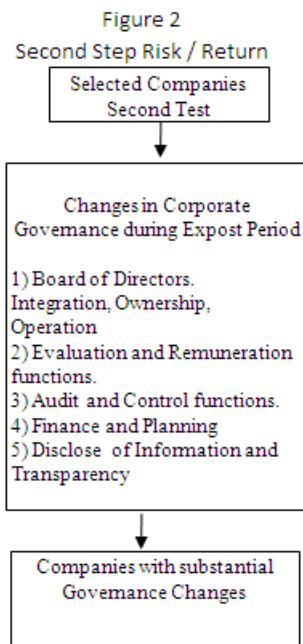 Figure 2
Second Step Risk / Return
Selected Companies
Second Test
Changes in Corporate
Governance during Expost Period
1) Board of Directors.
Integration, Ownership,
Operation
2) Evaluation and Remuneration
functions.
3) Audit and Control functions.
4) Finance and Planning
5) Disclose of Information and
Transparency
Companies with substantial
Governance Changes